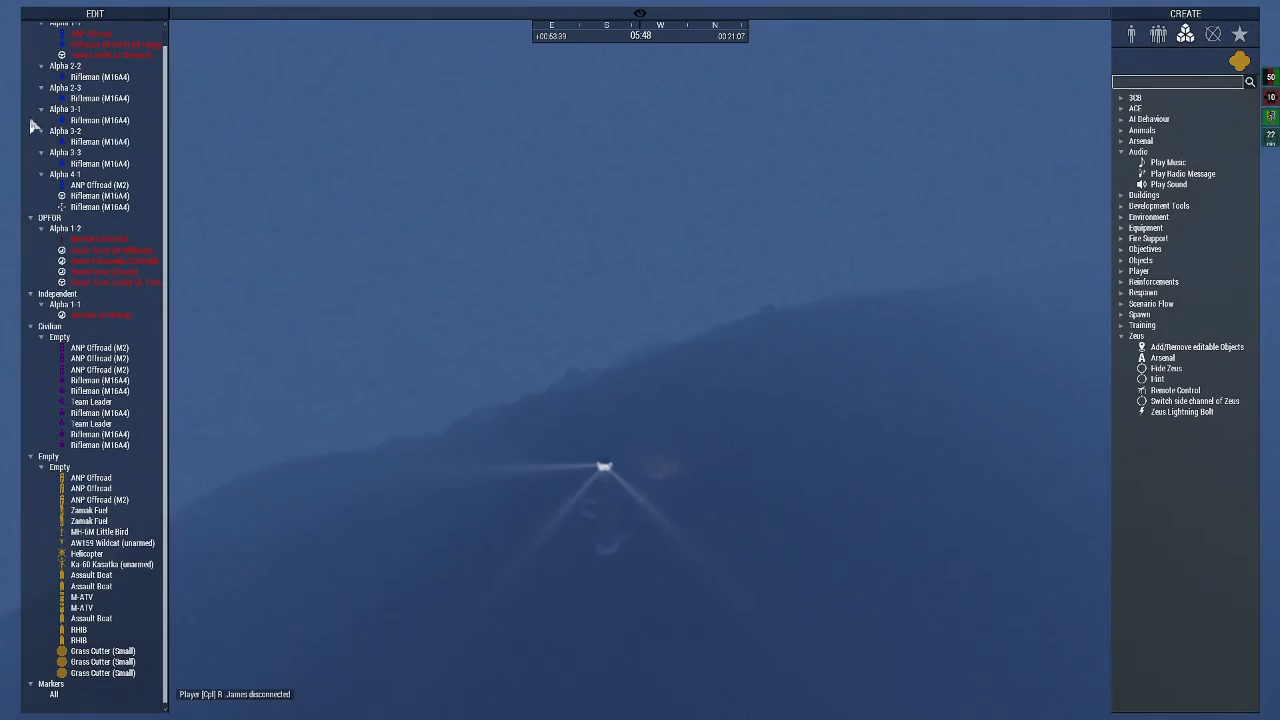 EDIT
Alpha 1-1
ANP Offroad
Alpha 2-2
Rifleman (M16A4)
Alpha 2-3
Rifleman (M16A4)
Alpha 3-1
Rifleman (M16A4)
Alpha 3-2
Rifleman (M16A4)
Alpha 3-3
Rifleman (M16A4)
Alpha 4-1
ANP Offroad (M2)
Rifleman (M16A4)
Rifleman (M16A4)
OPFOR
Alpha 1-2
Independent
Alpha 1-1
Civilian
Empty
ANP Offroad (M2)
ANP Offroad (M2)
ANP Offroad (M2)
Rifleman (M16A4)
Rifleman (M16A4)
Team Leader
Rifleman (M16A4)
Team Leader
Rifleman (M16A4)
Rifleman (M16A4)
Empty
Empty
ANP Offroad
ANP Offroad
ANP Offroad (M2)
Zamak Fuel
Zamak Fuel
MH-6M Little Bird
AW159 Wildcat (unarmed)
Helicopter
Ka-60 Kasatka (unarmed)
Assault Boat
Assault Boat
M-ATV
M-ATV
Assault Boat
RHIB
RHIB
Grass Cutter (Small)
Grass Cutter (Small)
Grass Cutter (Small)
Markers
All
E S W N
+00:53:39 05:48 -00:21:07
Player [Cpl] R .James disconnected
CREATE
3CB
ACE
AI Behaviour
Animals
Arsenal
Audio
Play Music
Play Radio Message
Play Sound
Buildings
Development Tools
Environment
Equipment
Fire Support
Objectives
Objects
Player
Reinforcements
Respawn
Scenario Flow
Spawn
Training
Zeus
Add/Remove editable Objects
Arsenal
Hide Zeus
Hint
Remote Control
Switch side channel of Zeus
Zeus Lightning Bolt
50
10
22
min